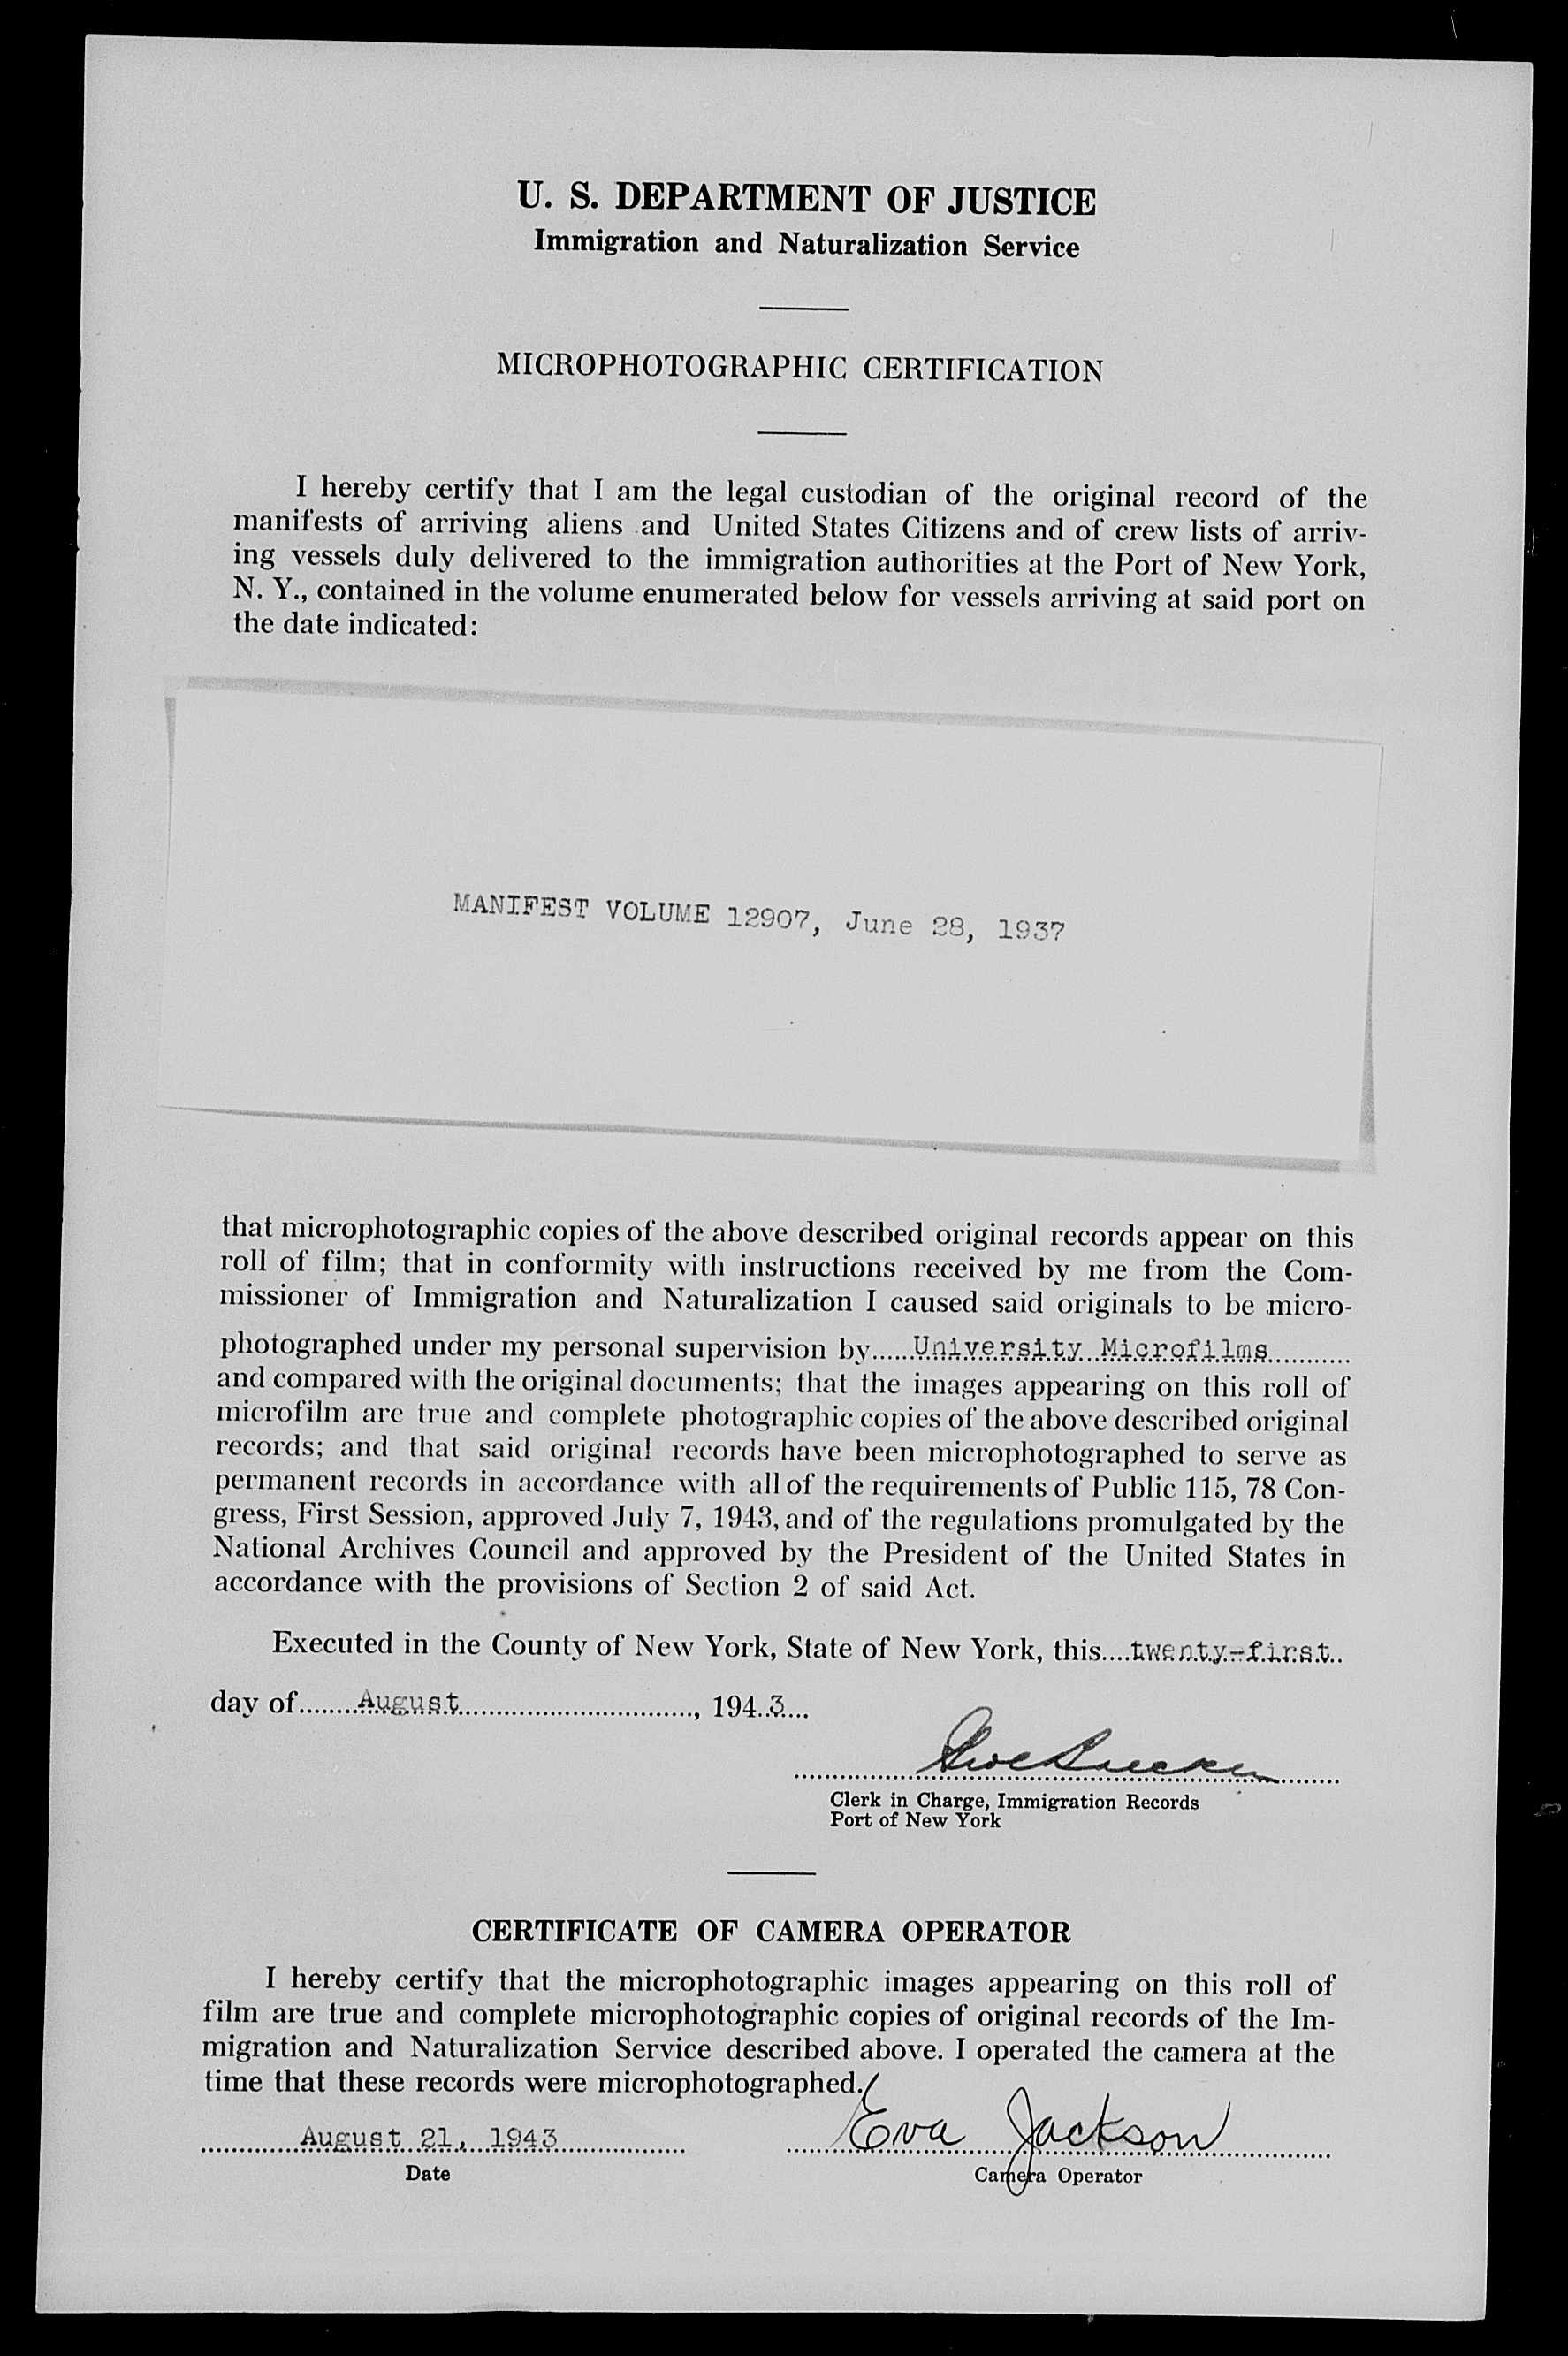 U. S. DEPARTMENT OF JUSTICE
Immigration and Naturalization Service
MICROPHOTOGRAPHIC CERTIFICATION
I hereby certify that I am the legal custodian of the original record of the
manifests of arriving aliens and United States Citizens and of crew lists of arriv-
ing vessels duly delivered to the immigration authorities at the Port of New York,
N. Y., contained in the volume enumerated below for vessels arriving at said port on
the date indicated:
MANIFEST VOLUME 12907, June 28, 1937
that microphotographic copies of the above described original records appear on this
roll of film; that in conformity with instructions received by me from the Com-
missioner of Immigration and Naturalization I caused said originals to be micro-
photographed under my personal supervision by.....University Microfilms...........
and compared with the original documents; that the images appearing on this roll of
microfilm are true and complete photographic copies of the above described original
records; and that said original records have been microphotographed to serve as
permanent records in accordance with all of the requirements of Public 115, 78 Con-
gress, First Session, approved July 7, 1943, and of the regulations promulgated by the
National Archives Council and approved by the President of the United States in
accordance with the provisions of Section 2 of said Act.
Executed in the County of New York, State of New York, this....twenty-first..
day of........August................................, 194..3....
Clerk in Charge, Immigration Records
Port of New York
CERTIFICATE OF CAMERA OPERATOR
I hereby certify that the microphotographic images appearing on this roll of
film are true and complete microphotographic copies of original records of the Im-
migration and Naturalization Service described above. I operated the camera at the
time that these records were microphotographed.
August 21, 1943 Eva Jackson
Date Camera Operator